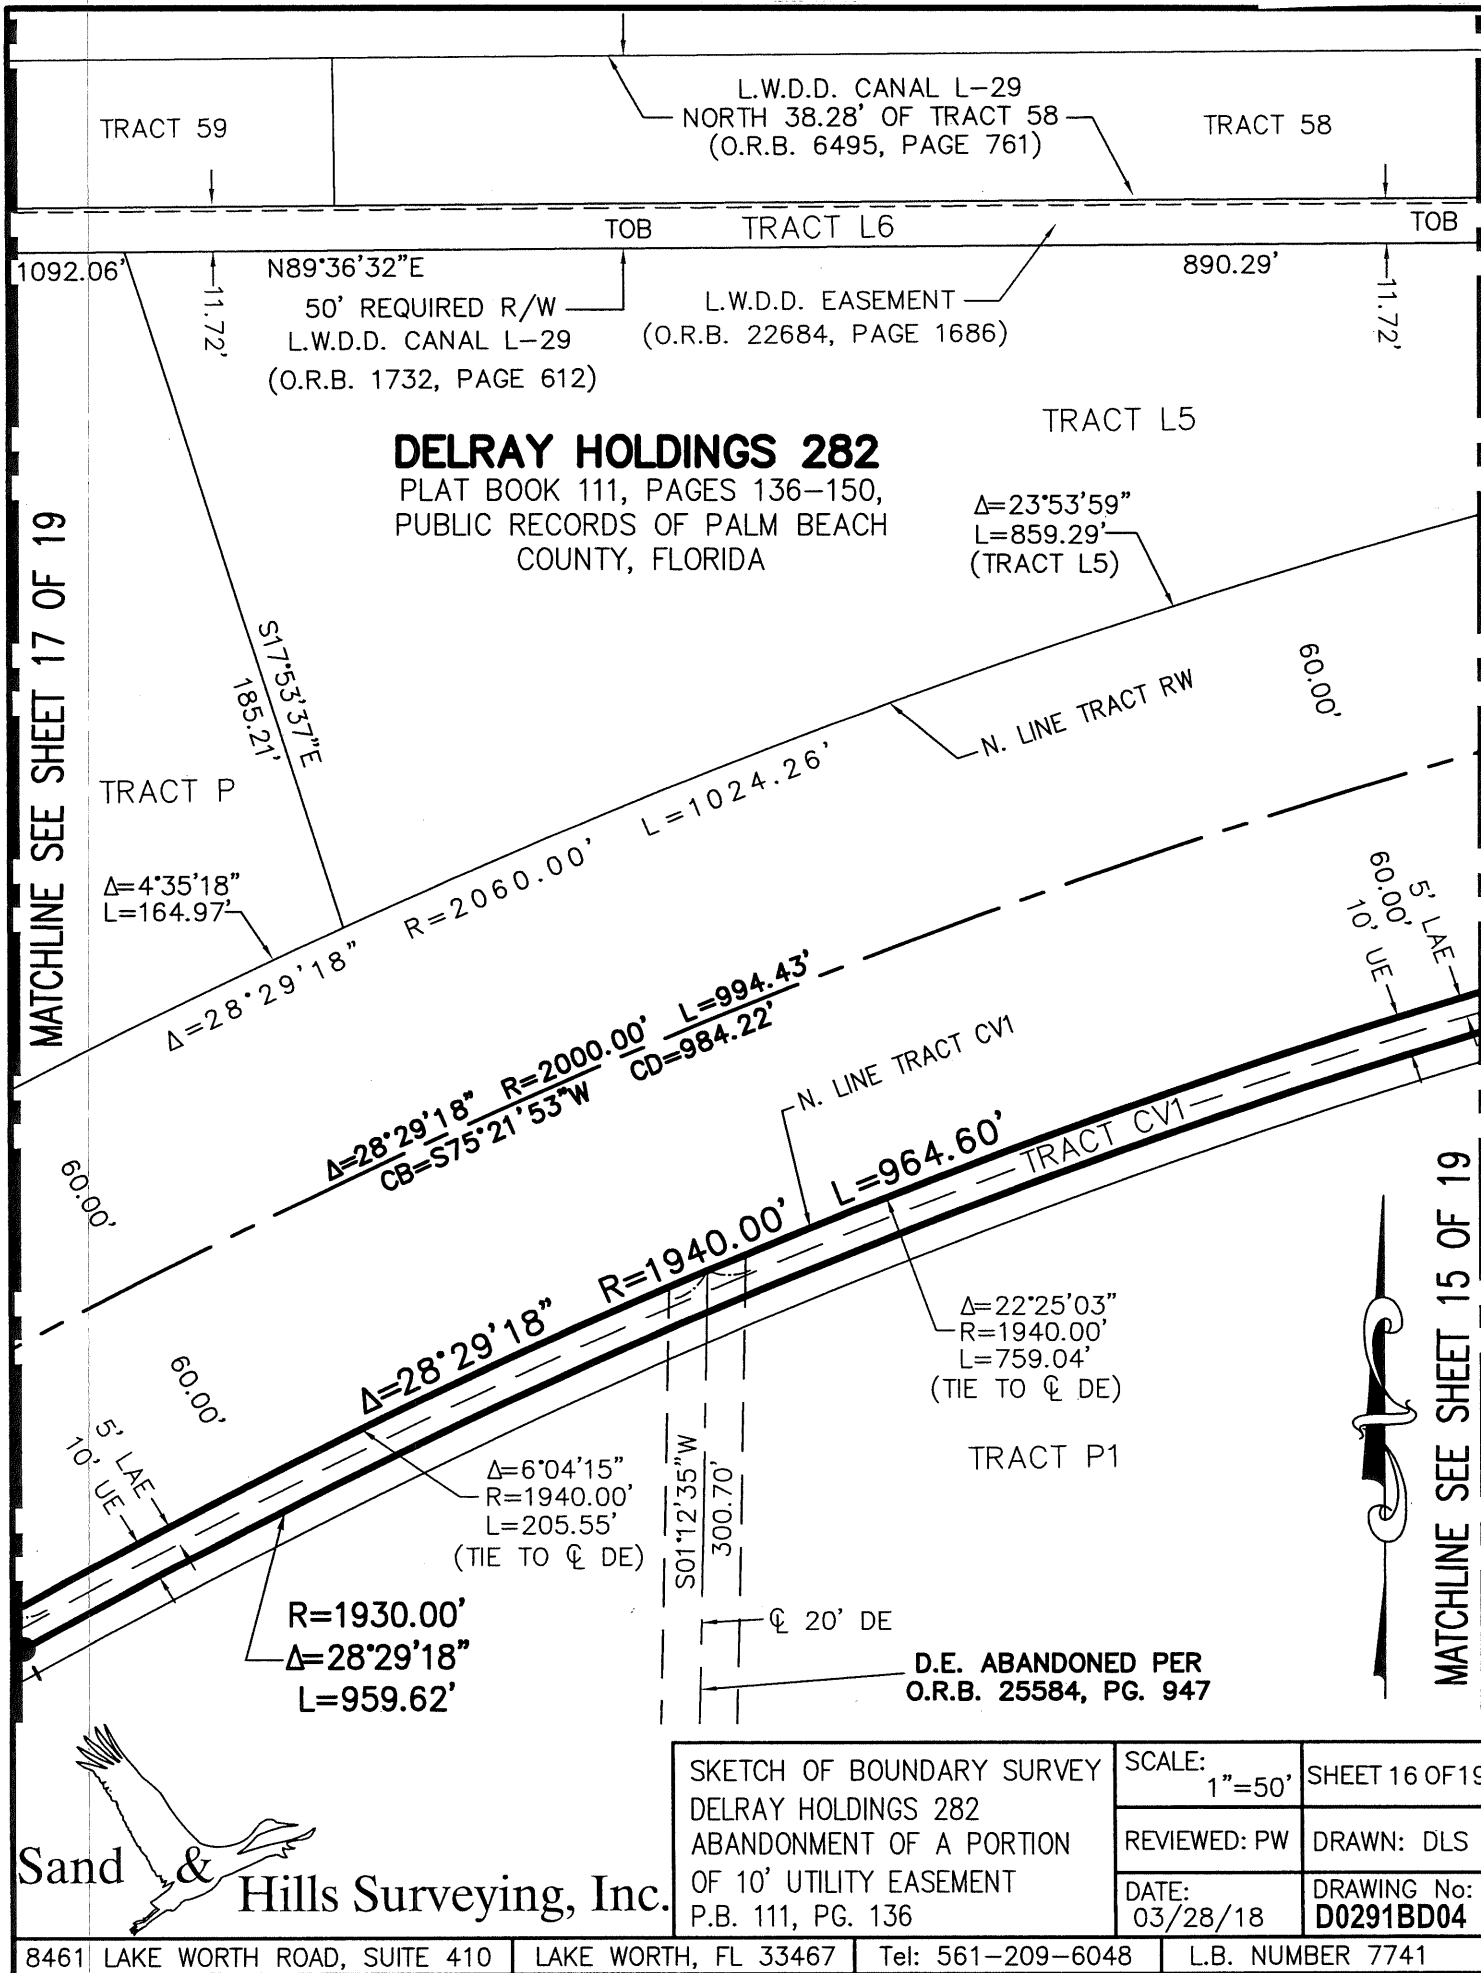 L.W.D.D. CANAL L-29
NORTH 38.28' OF TRACT 58
(O.R.B. 6495, PAGE 761)
TRACT 59
TRACT 58
TOB
TRACT L6
TOB
1092.06'
N89°36'32"E
890.29'
11.72'
11.72'
50' REQUIRED R/W
L.W.D.D. CANAL L-29
(O.R.B. 1732, PAGE 612)
L.W.D.D. EASEMENT
(O.R.B. 22684, PAGE 1686)
TRACT L5
DELRAY HOLDINGS 282
PLAT BOOK 111, PAGES 136-150,
PUBLIC RECORDS OF PALM BEACH
COUNTY, FLORIDA
Δ=23°53'59"
L=859.29'
(TRACT L5)
MATCHLINE SEE SHEET 17 OF 19
S17°53'37"E
185.21'
60.00'
N. LINE TRACT RW
TRACT P
Δ=4°35'18"
L=164.97'
Δ=28°29'18" R=2060.00' L=1024.26'
5' LAE
60.00'
10' UE
Δ=28°29'18" R=2000.00' L=994.43'
CB=S75°21'53"W CD=984.22'
N. LINE TRACT CV1
TRACT CV1
60.00'
Δ=28°29'18" R=1940.00' L=964.60'
60.00'
5' LAE
10' UE
Δ=22°25'03"
R=1940.00'
L=759.04'
(TIE TO ℄ DE)
TRACT P1
Δ=6°04'15"
R=1940.00'
L=205.55'
(TIE TO ℄ DE)
S01°12'35"W
300.70'
MATCHLINE SEE SHEET 15 OF 19
R=1930.00'
Δ=28°29'18"
L=959.62'
℄ 20' DE
D.E. ABANDONED PER
O.R.B. 25584, PG. 947
Sand &
Hills Surveying, Inc.
SKETCH OF BOUNDARY SURVEY
DELRAY HOLDINGS 282
ABANDONMENT OF A PORTION
OF 10' UTILITY EASEMENT
P.B. 111, PG. 136
SCALE:
1"=50'
SHEET 16 OF 19
REVIEWED: PW
DRAWN: DLS
DATE:
03/28/18
DRAWING No:
D0291BD04
8461 LAKE WORTH ROAD, SUITE 410
LAKE WORTH, FL 33467
Tel: 561-209-6048
L.B. NUMBER 7741